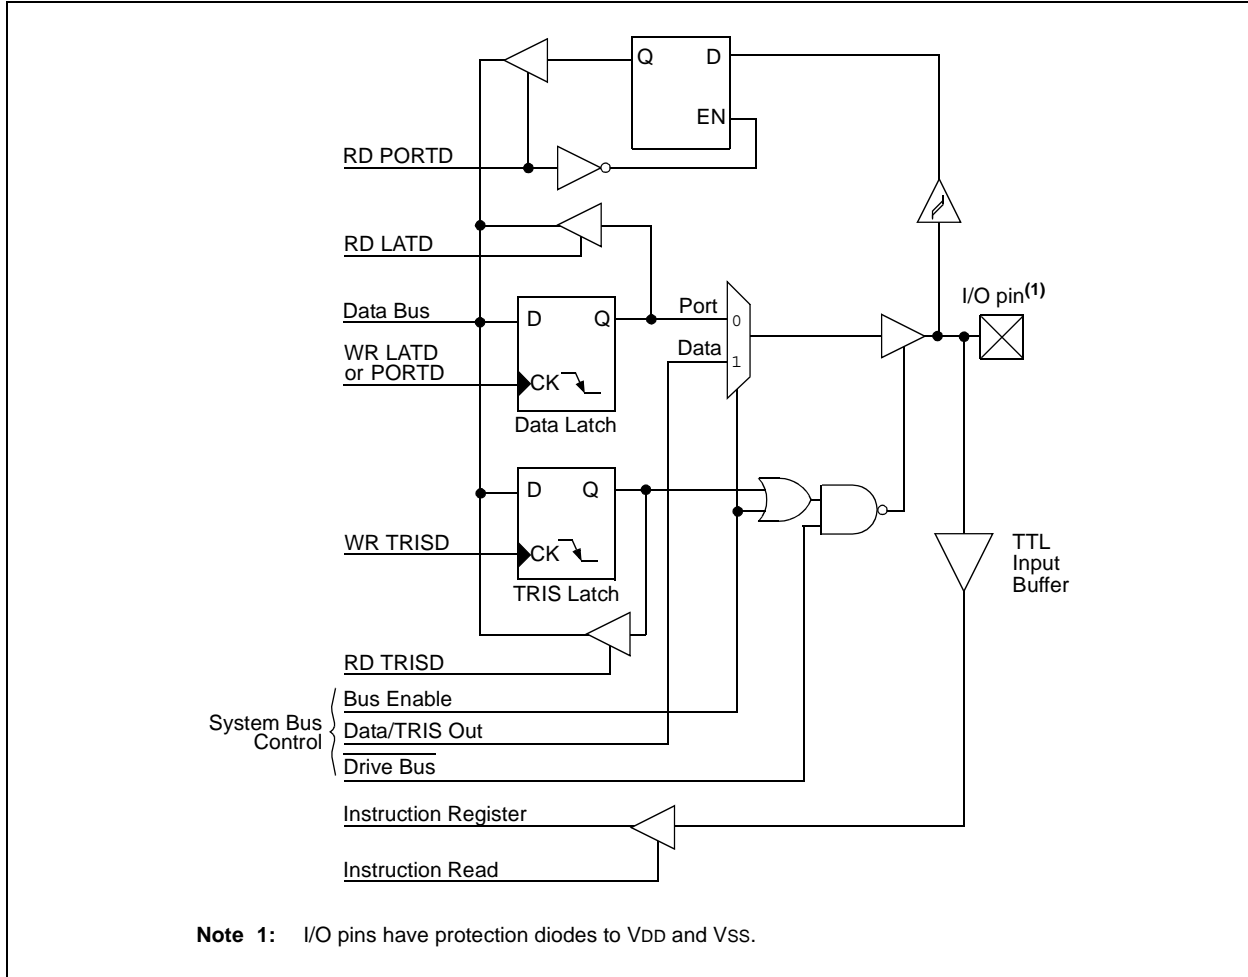 Q D
EN
RD PORTD
RD LATD
Data Bus
WR LATD
or PORTD
D Q
CK
Data Latch
Port
Data
0
1
I/O pin(1)
D Q
CK
TRIS Latch
WR TRISD
TTL
Input
Buffer
RD TRISD
System Bus
Control
Bus Enable
Data/TRIS Out
Drive Bus
Instruction Register
Instruction Read
Note 1: I/O pins have protection diodes to VDD and VSS.